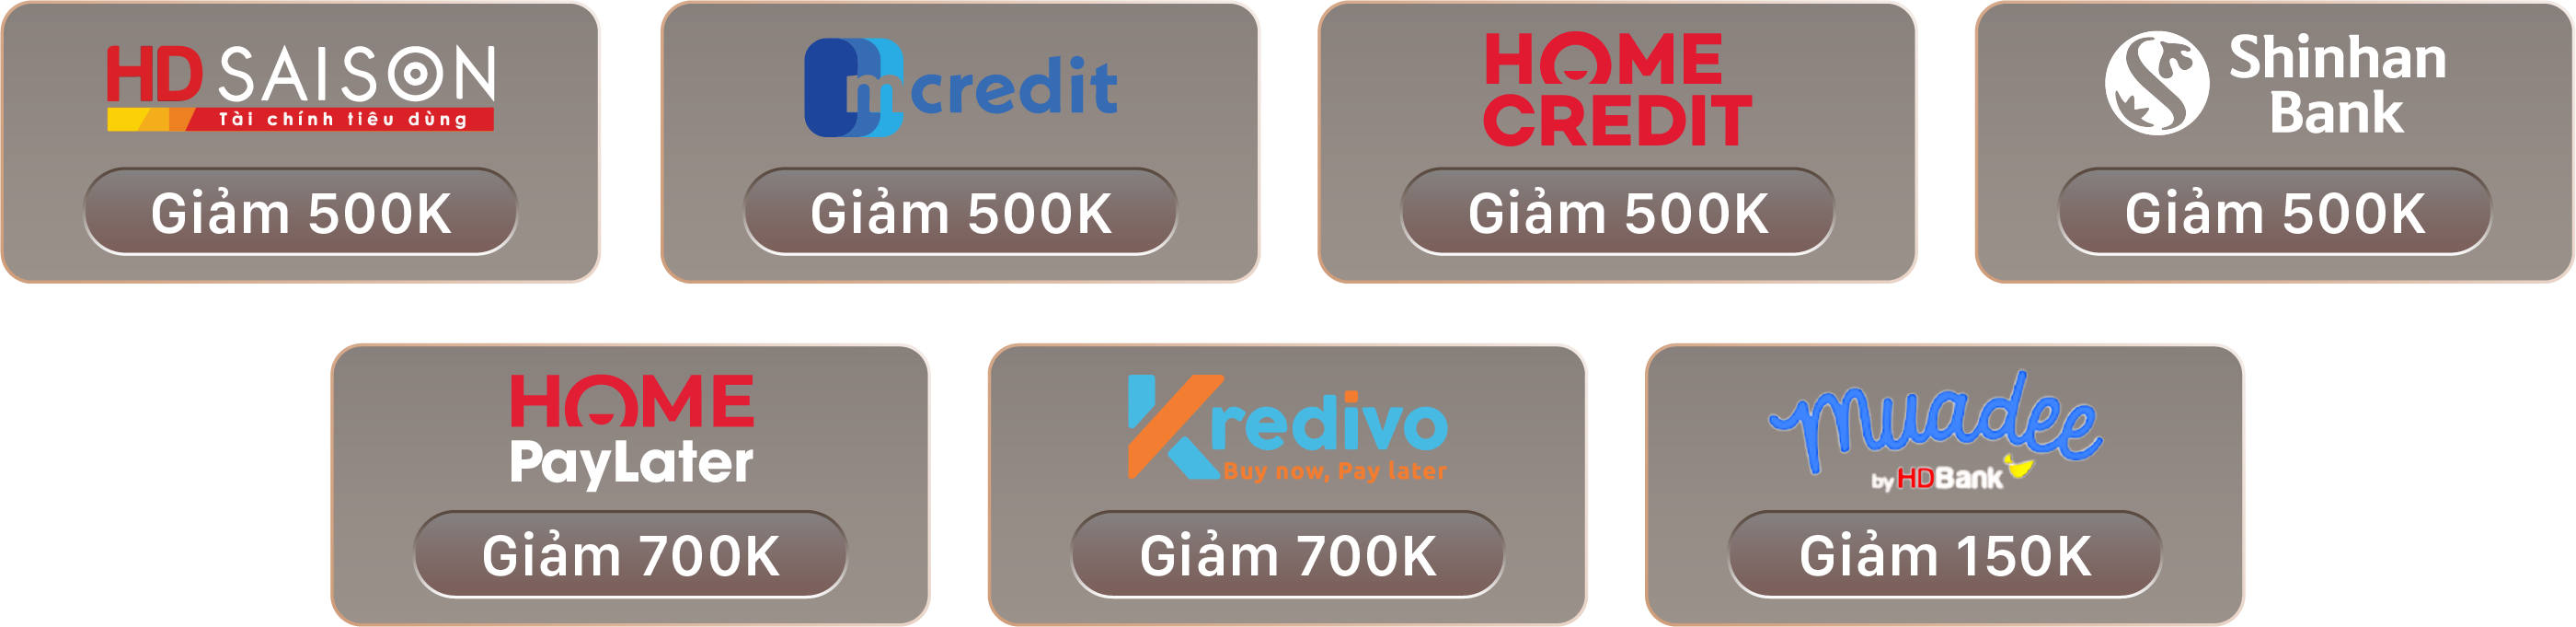 HD SAISON
Tài chính tiêu dùng
Giảm 500K
mcredit
Giảm 500K
HOME
CREDIT
Giảm 500K
Shinhan
Bank
Giảm 500K
HOME
PayLater
Giảm 700K
Kredivo
Buy now, Pay later
Giảm 700K
muadee
by HDBank
Giảm 150K